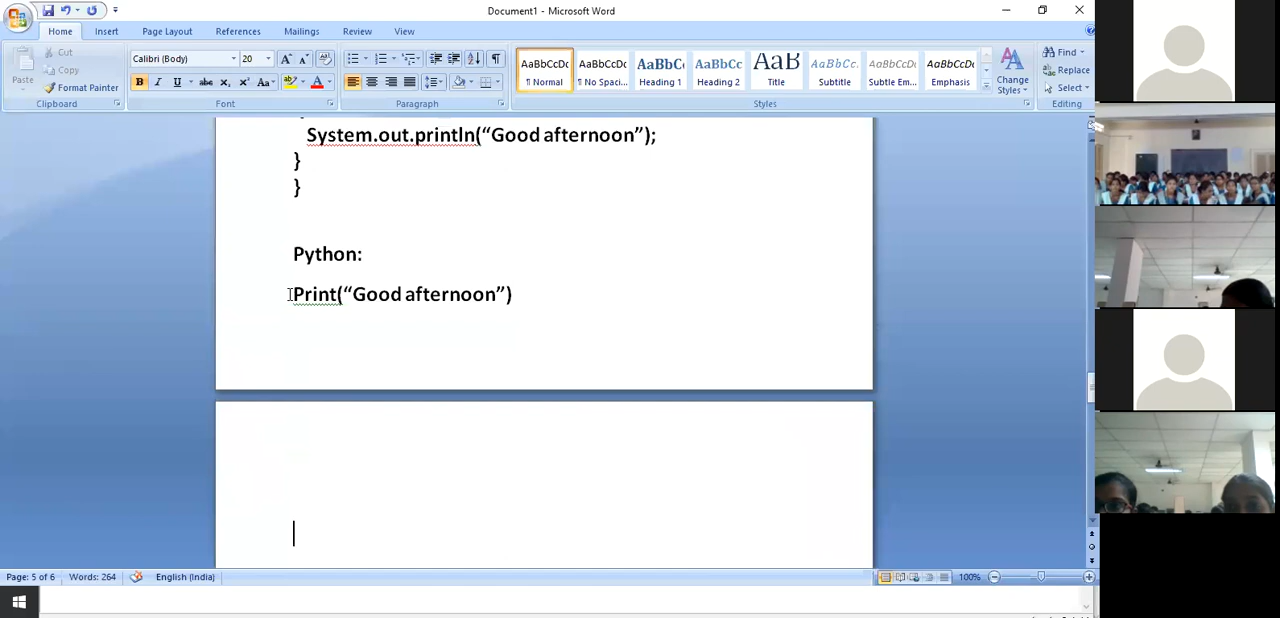 Document1 - Microsoft Word
Home Insert Page Layout References Mailings Review View
Cut
Copy
Format Painter
Paste
Clipboard
Calibri (Body) 20
B I U abc
Font
Paragraph
AaBbCcDc AaBbCcDc AaBbCc AaBbCc AaB AaBbCc. AaBbCcDc AaBbCcDc
¶ Normal ¶ No Spaci... Heading 1 Heading 2 Title Subtitle Subtle Em... Emphasis
Change Styles
Styles
Find
Replace
Select
Editing
System.out.println(“Good afternoon”);
}
}
Python:
Print(“Good afternoon”)
Page: 5 of 6 Words: 264 English (India) 100%